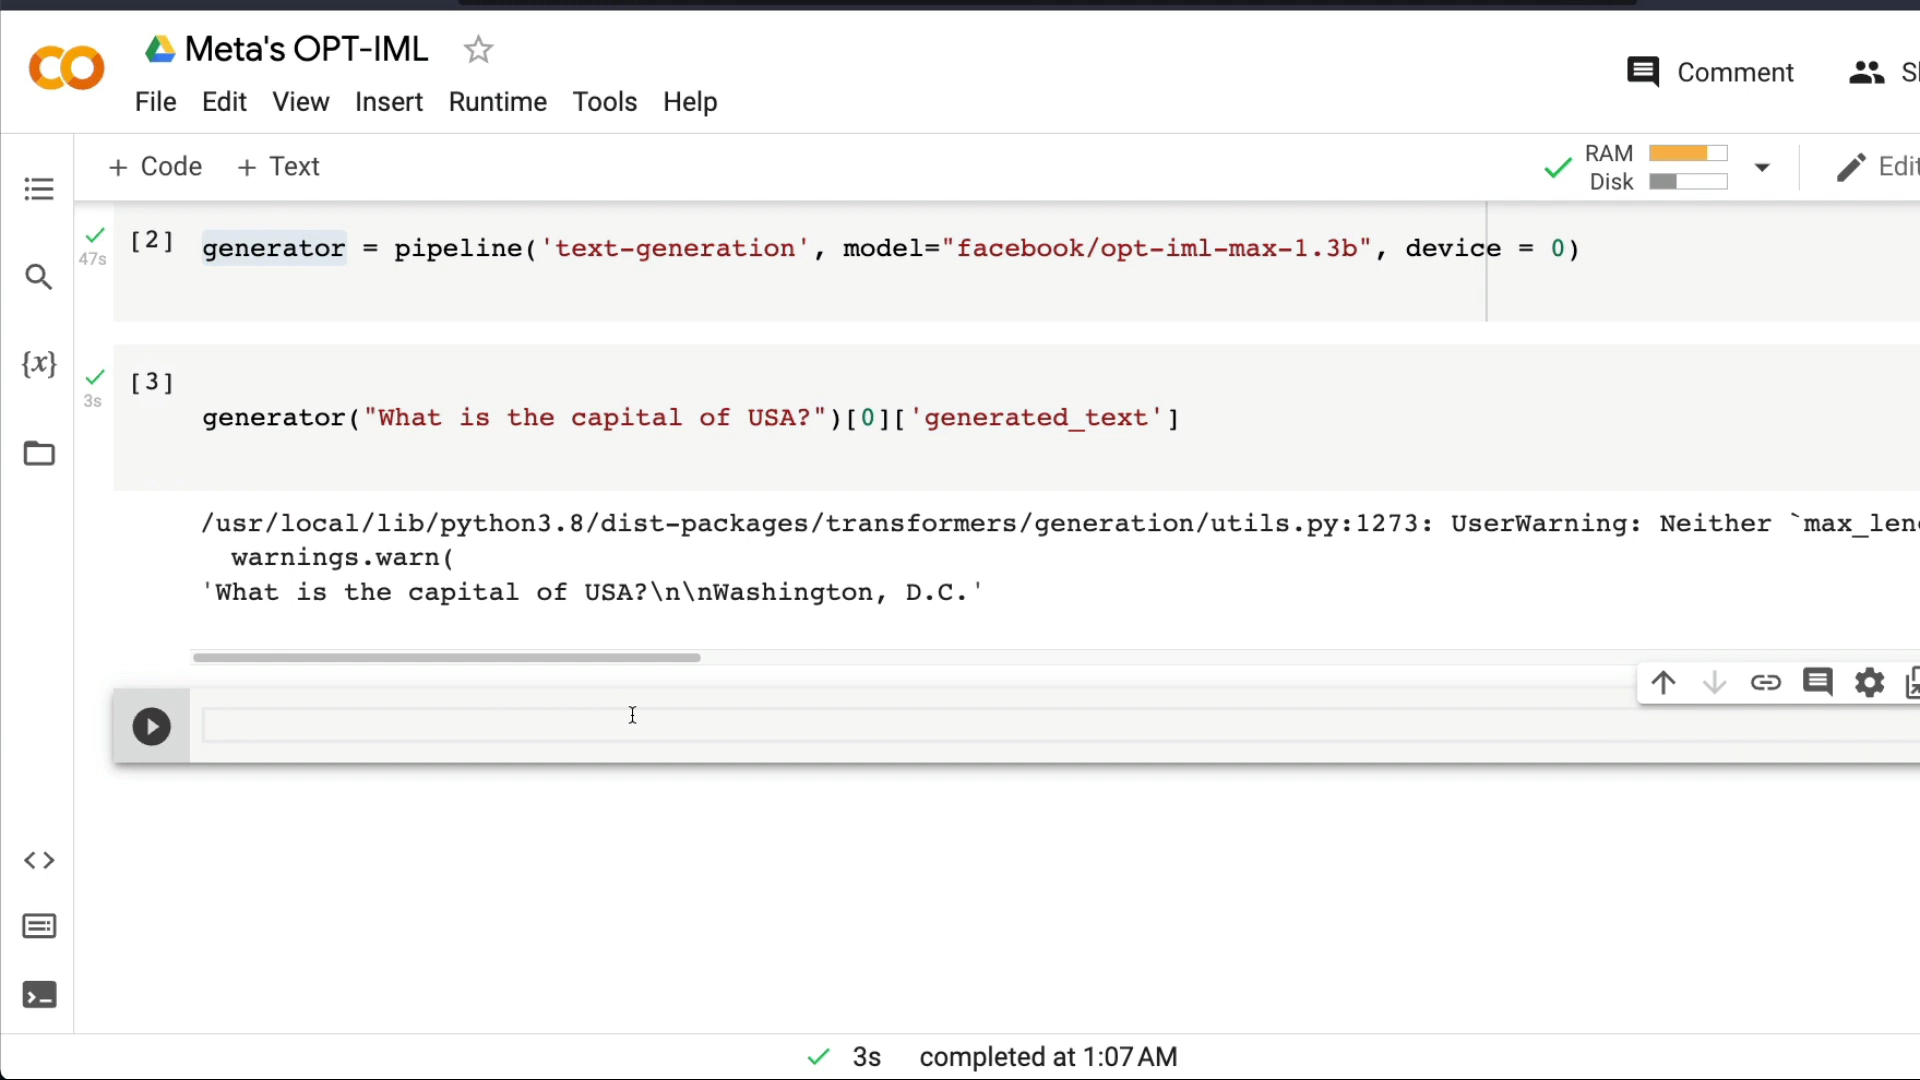 Meta's OPT-IML
Comment
File Edit View Insert Runtime Tools Help
+ Code + Text
RAM
Disk
[2] generator = pipeline('text-generation', model="facebook/opt-iml-max-1.3b", device = 0)
47s
{x}
[3]
3s
generator("What is the capital of USA?")[0]['generated_text']
/usr/local/lib/python3.8/dist-packages/transformers/generation/utils.py:1273: UserWarning: Neither `max_len
warnings.warn(
'What is the capital of USA?\n\nWashington, D.C.'
3s completed at 1:07 AM